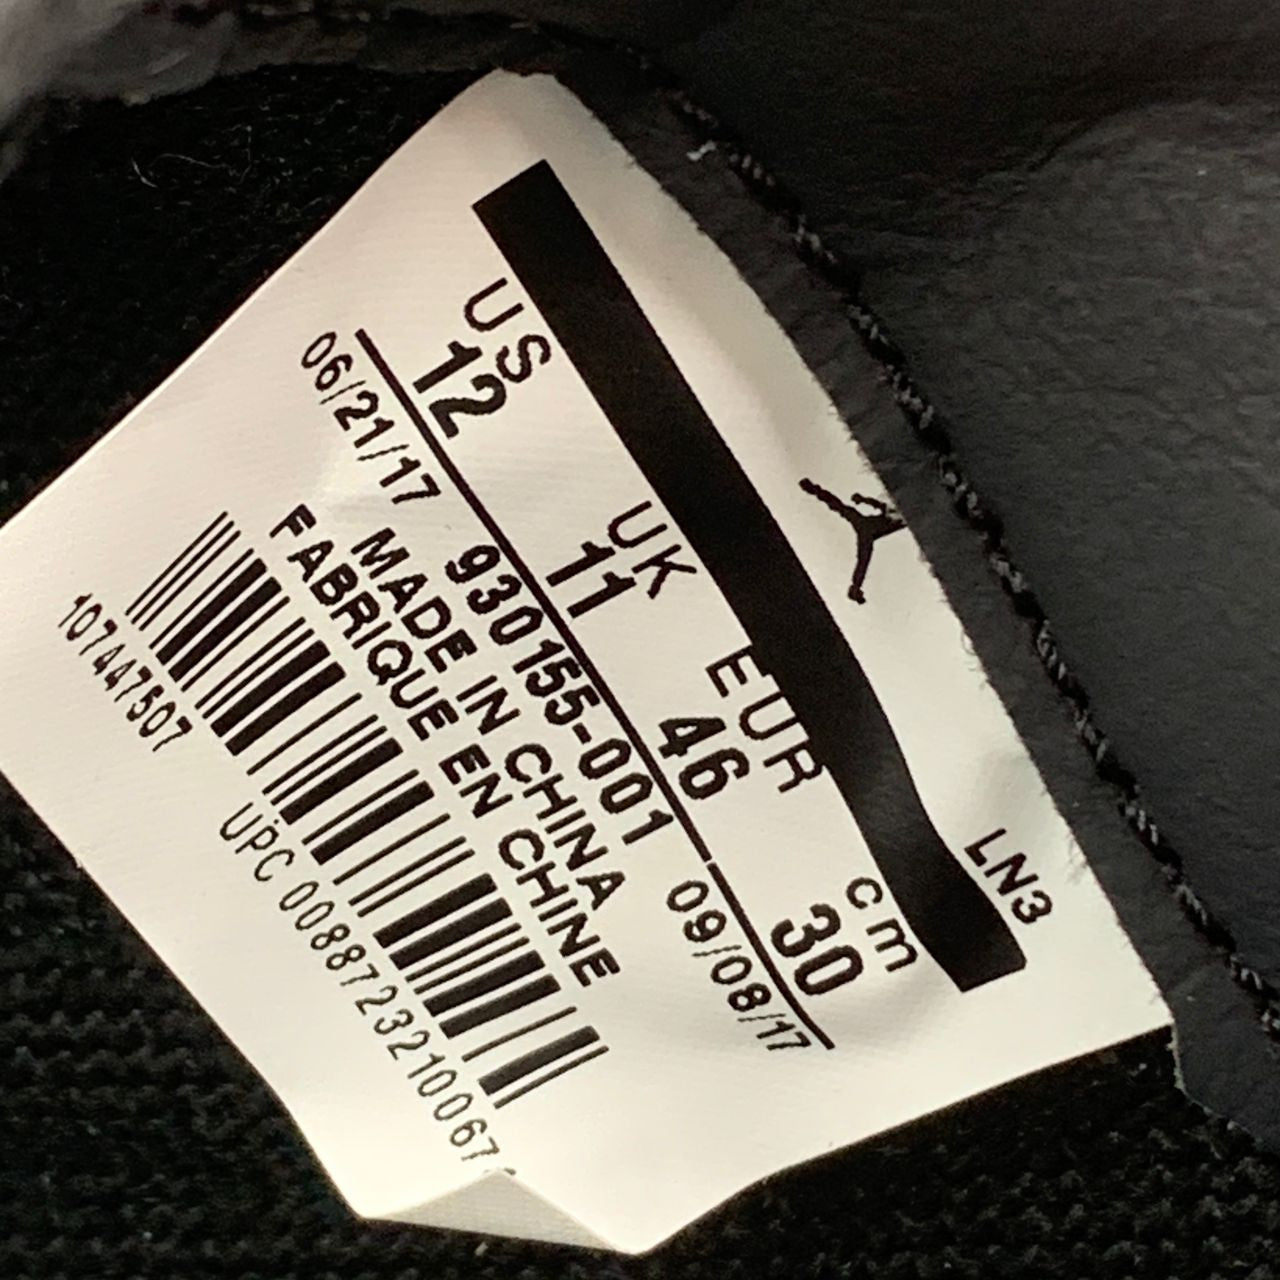 LN3
US UK EUR cm
12 11 46 30
06/21/17 930155-001 09/08/17
MADE IN CHINA
FABRIQUE EN CHINE
107447507
UPC 00887232100067